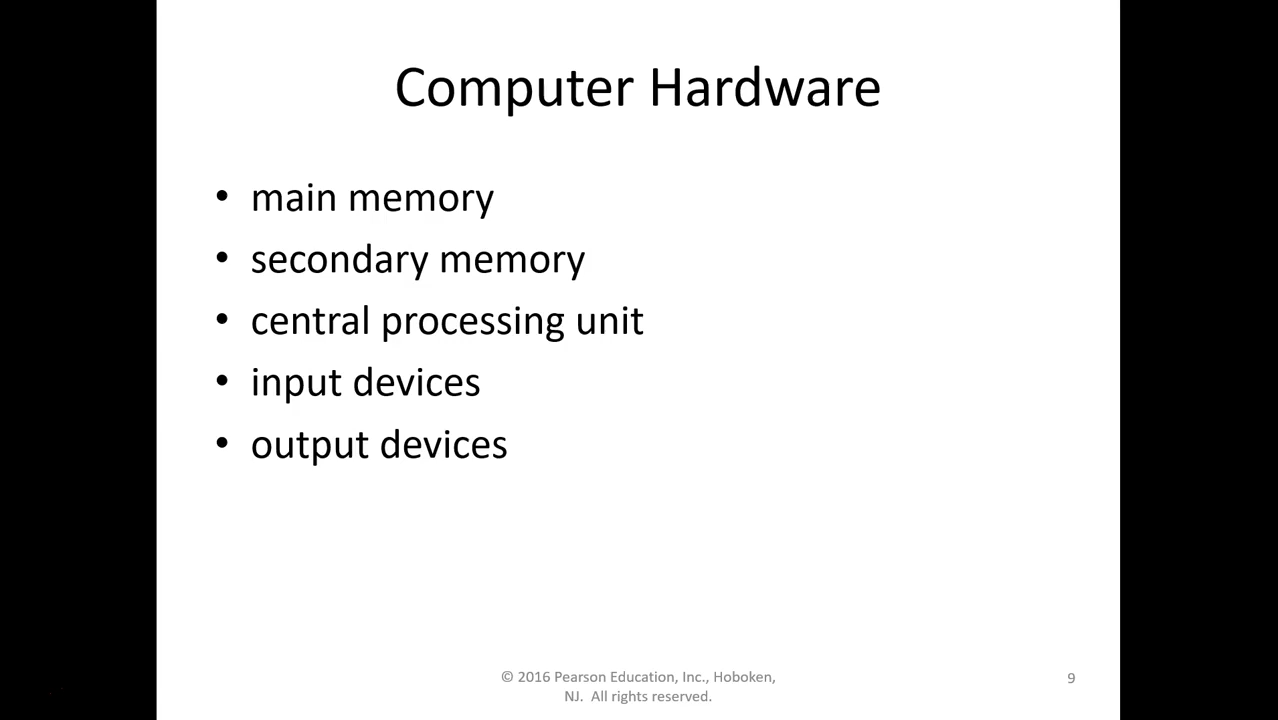 Computer Hardware
• main memory
• secondary memory
• central processing unit
• input devices
• output devices
© 2016 Pearson Education, Inc., Hoboken,
NJ.  All rights reserved.
9